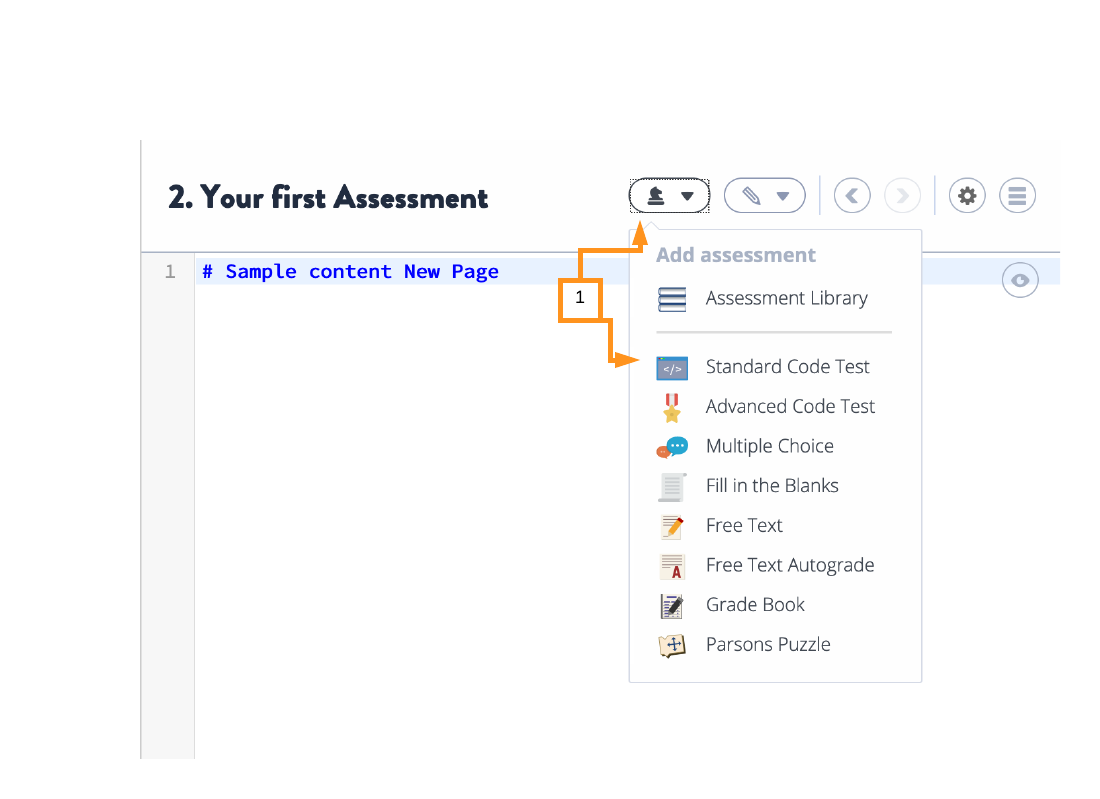 2. Your first Assessment
1 # Sample content New Page
1
Add assessment
Assessment Library
</>
Standard Code Test
Advanced Code Test
Multiple Choice
Fill in the Blanks
Free Text
A
Free Text Autograde
Grade Book
Parsons Puzzle